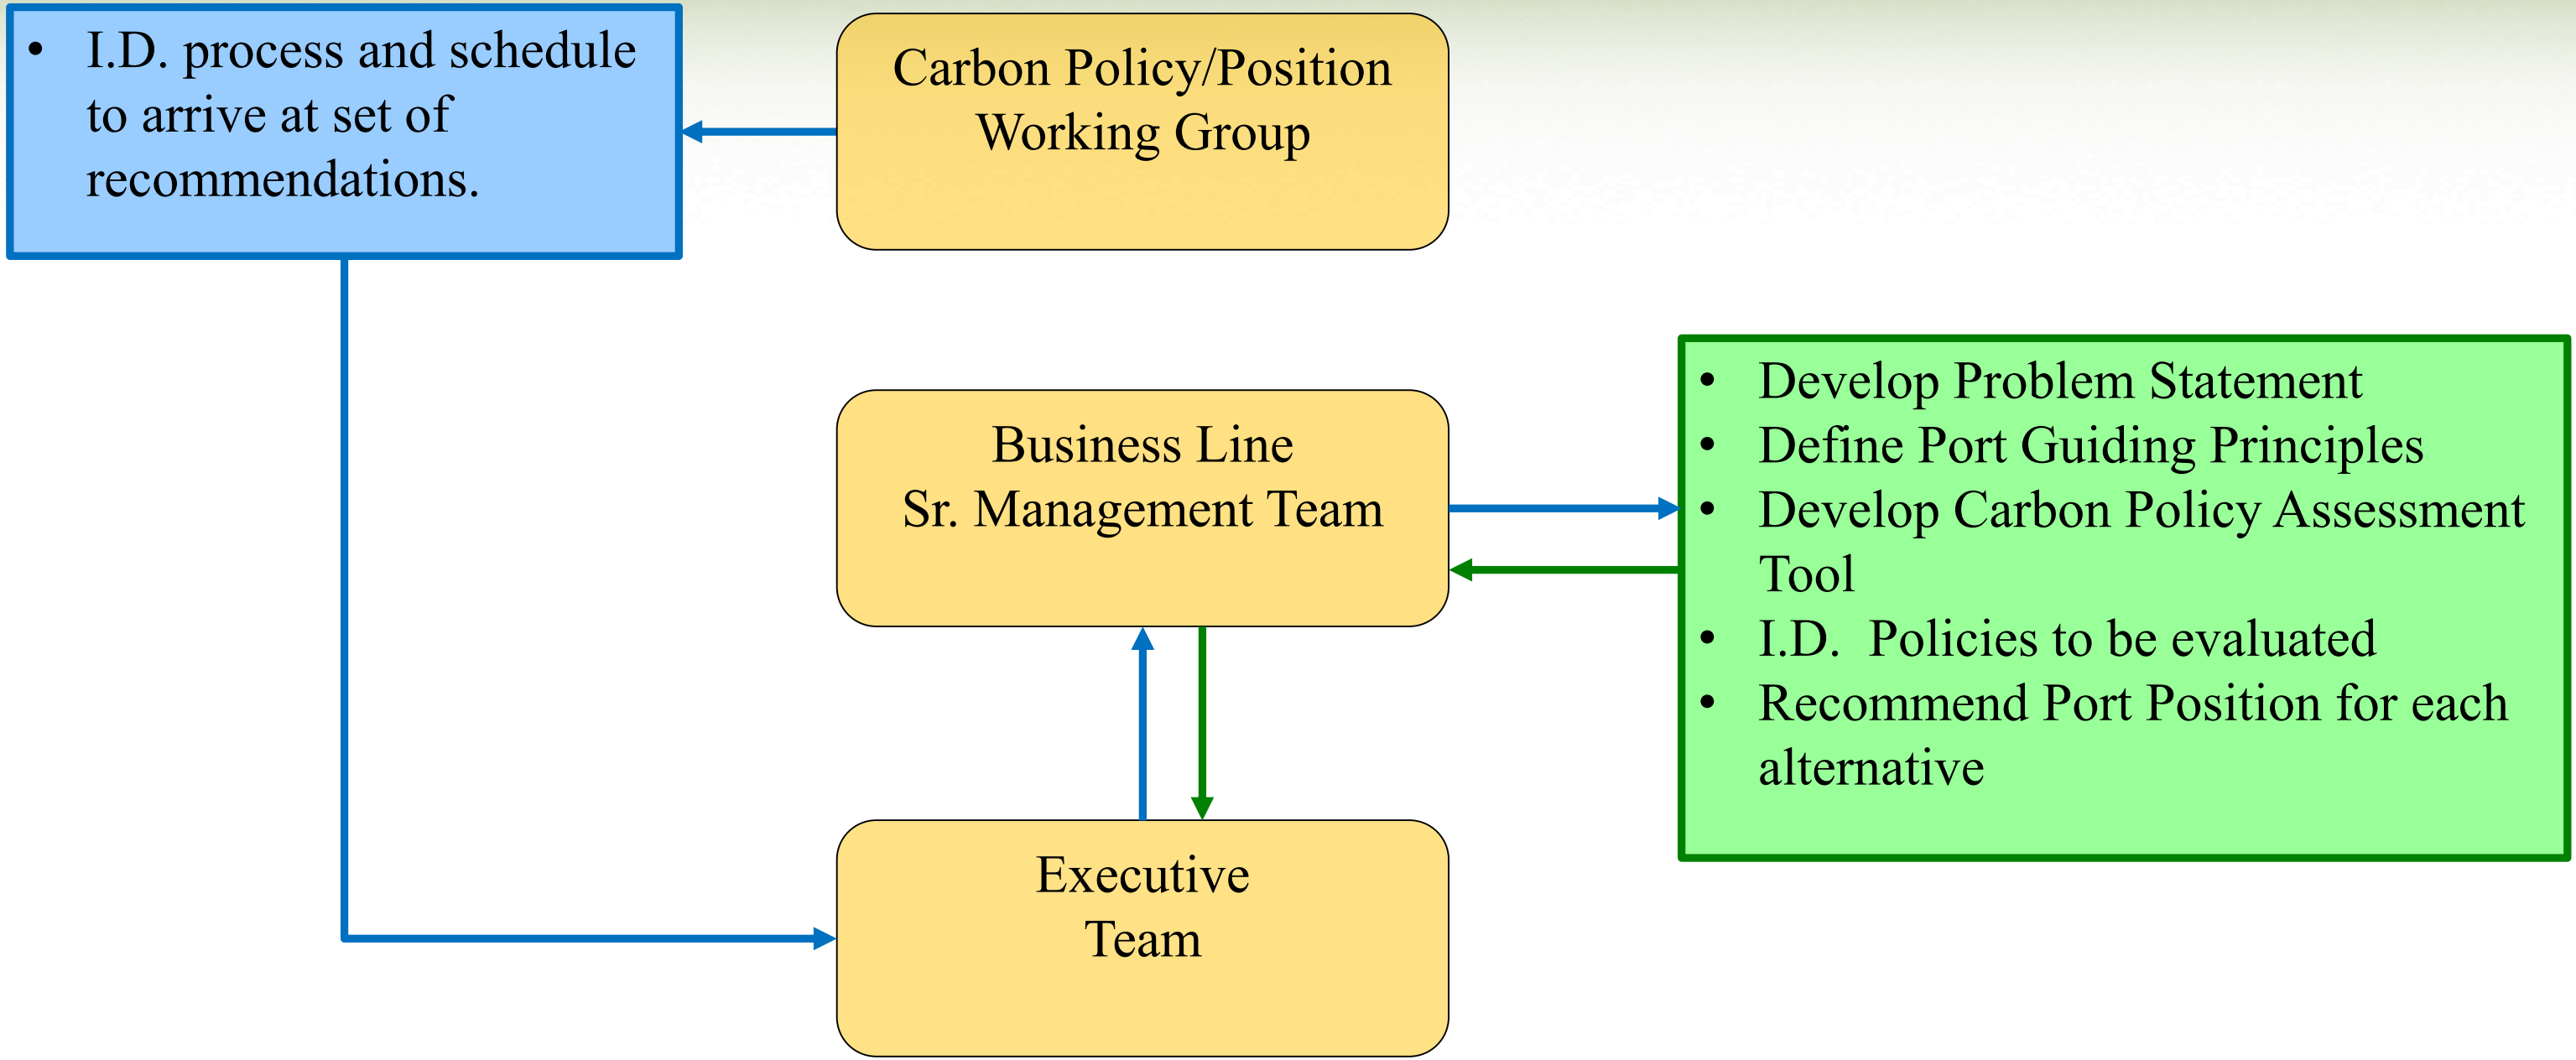 • I.D. process and schedule
to arrive at set of
recommendations.
Carbon Policy/Position
Working Group
Business Line
Sr. Management Team
• Develop Problem Statement
• Define Port Guiding Principles
• Develop Carbon Policy Assessment
Tool
• I.D.  Policies to be evaluated
• Recommend Port Position for each
alternative
Executive
Team